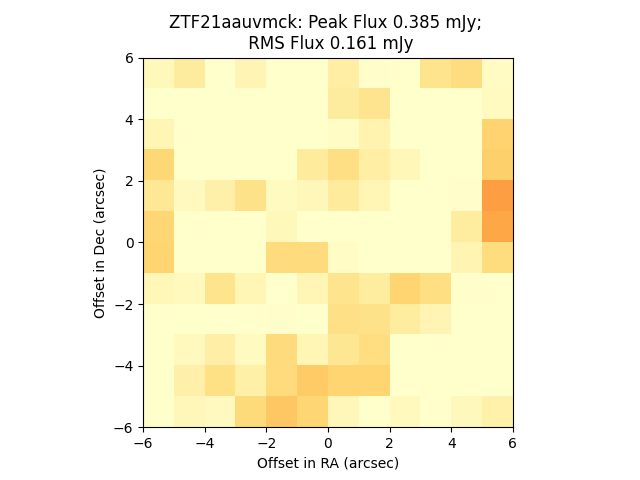 ZTF21aauvmck: Peak Flux 0.385 mJy;
RMS Flux 0.161 mJy
6
4
2
0
−2
−4
−6
Offset in Dec (arcsec)
−6 −4 −2 0 2 4 6
Offset in RA (arcsec)